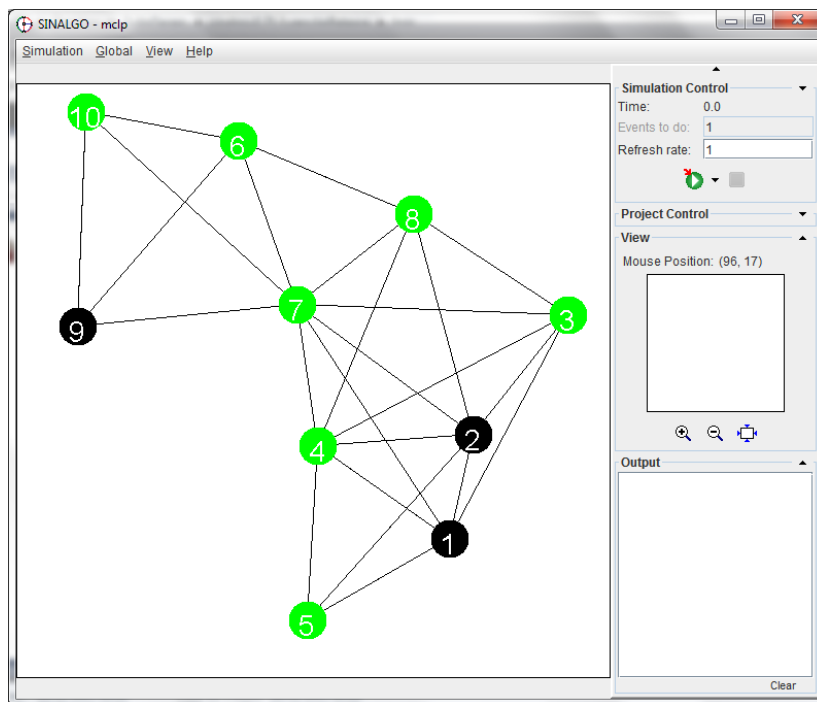 SINALGO - mclp
Simulation Global View Help
10
6
8
7
3
9
2
4
1
5
Simulation Control
Time: 0.0
Events to do: 1
Refresh rate: 1
Project Control
View
Mouse Position: (96, 17)
Output
Clear